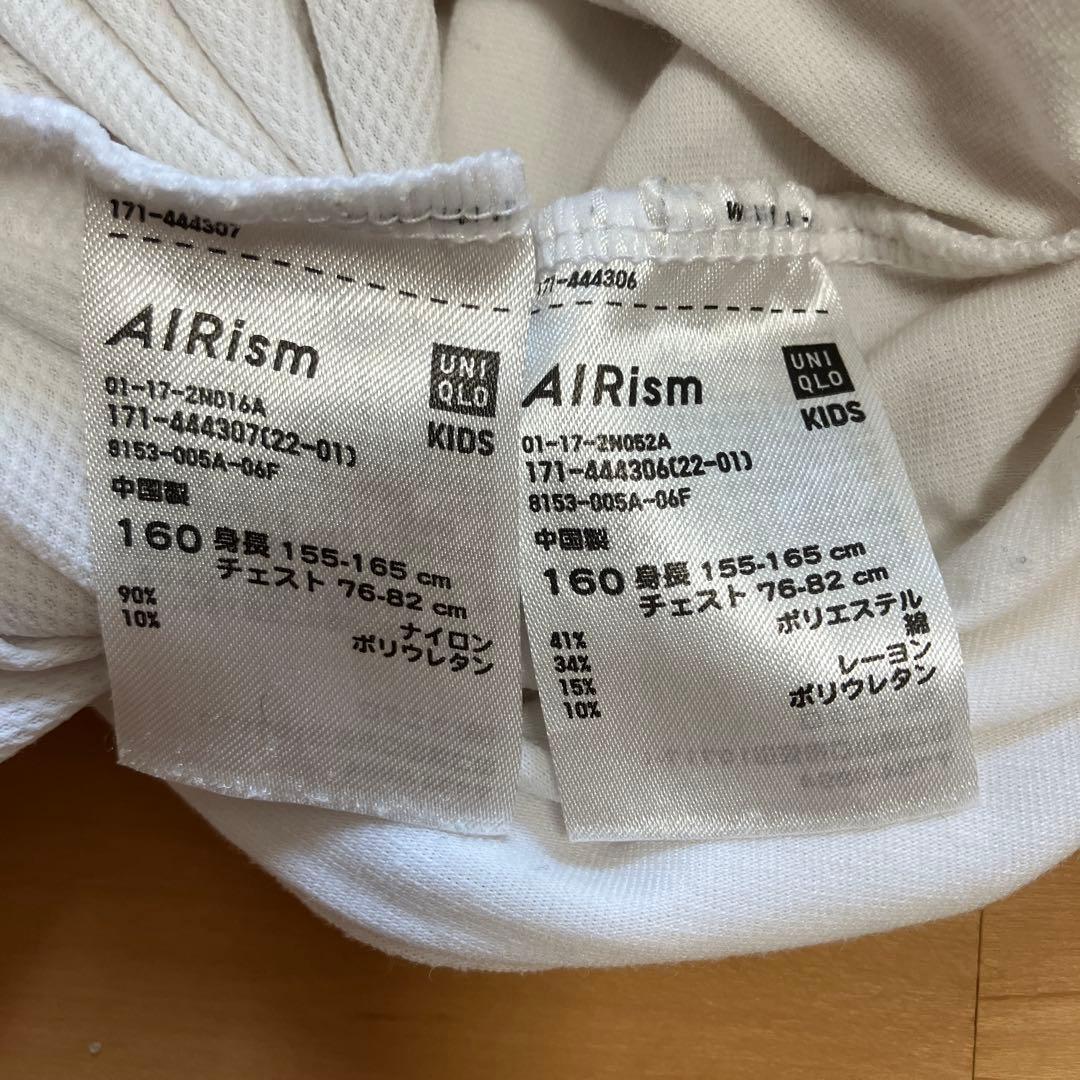 171-444307
AIRism
UNI
QLO
KIDS
01-17-2N016A
171-444307(22-01)
8153-005A-06F
中国製
160 身長 155-165 cm
チェスト 76-82 cm
90% ナイロン
10% ポリウレタン
171-444306
AIRism
UNI
QLO
KIDS
01-17-2N052A
171-444306(22-01)
8153-005A-06F
中国製
160 身長 155-165 cm
チェスト 76-82 cm
41% ポリエステル
34% 綿
15% レーヨン
10% ポリウレタン